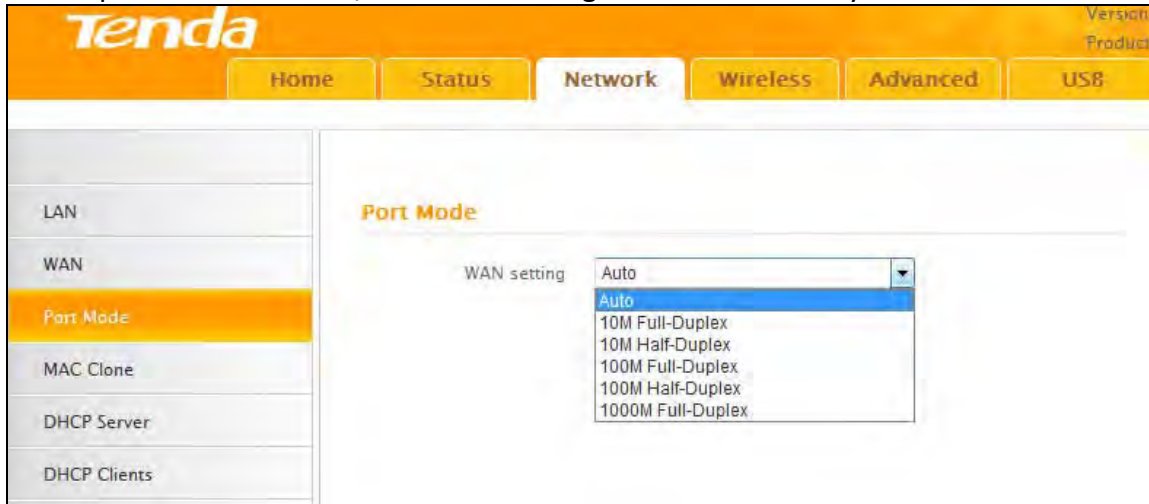 Tenda
Version
Product
Home Status Network Wireless Advanced USB
LAN
WAN
Port Mode
MAC Clone
DHCP Server
DHCP Clients
Port Mode
WAN setting Auto
Auto
10M Full-Duplex
10M Half-Duplex
100M Full-Duplex
100M Half-Duplex
1000M Full-Duplex